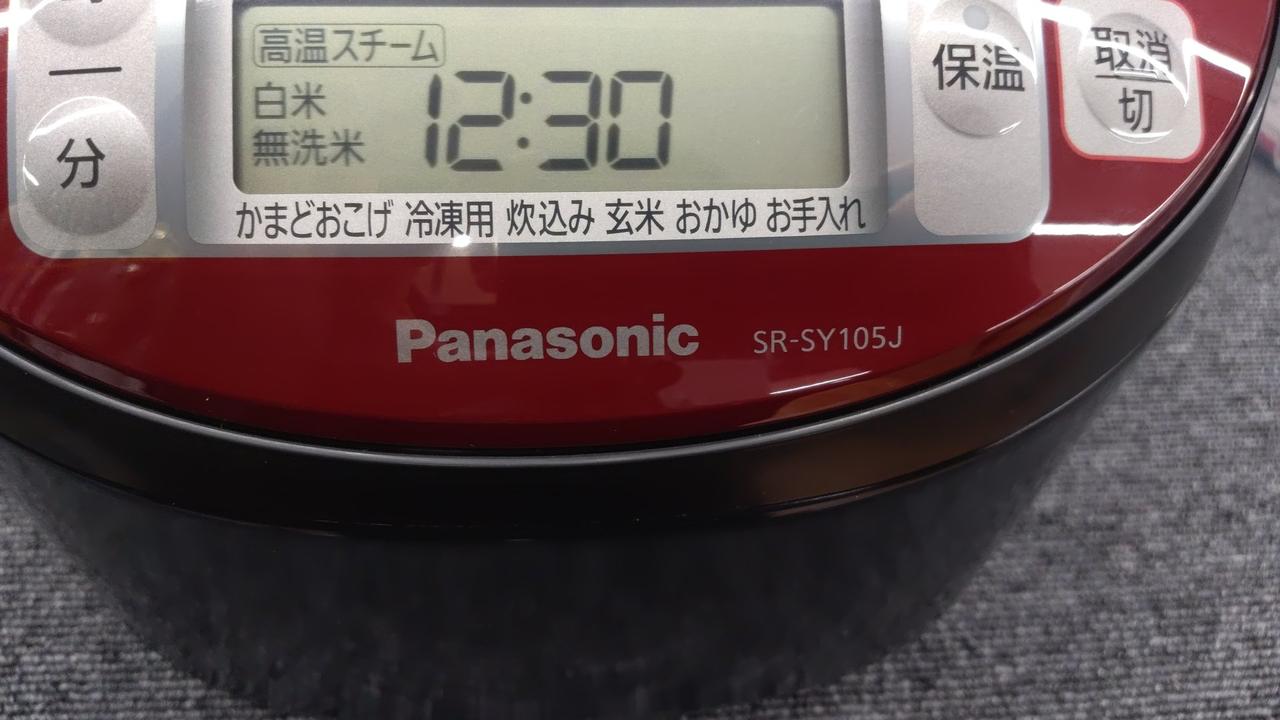 高温スチーム
白米
無洗米
12:30
かまどおこげ 冷凍用 炊込み 玄米 おかゆ お手入れ
分
保温
取消
切
Panasonic
SR-SY105J